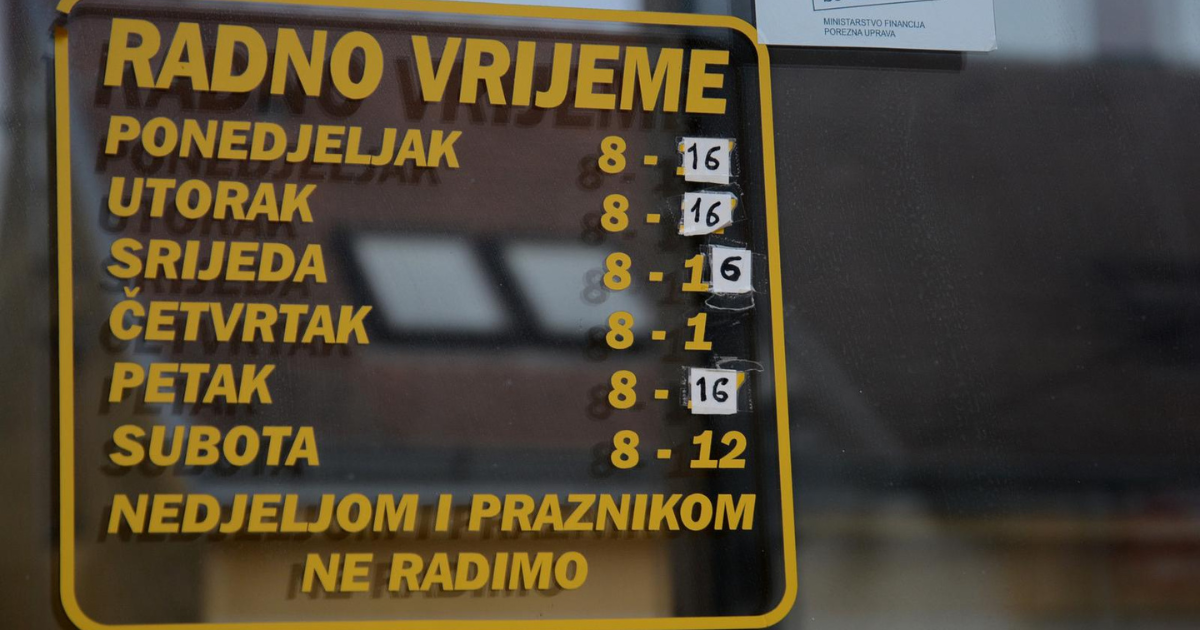 MINISTARSTVO FINANCIJA
POREZNA UPRAVA
RADNO VRIJEME
PONEDJELJAK 8 - 16
UTORAK 8 - 16
SRIJEDA 8 - 16
ČETVRTAK 8 - 1
PETAK 8 - 16
SUBOTA 8 - 12
NEDJELJOM I PRAZNIKOM
NE RADIMO